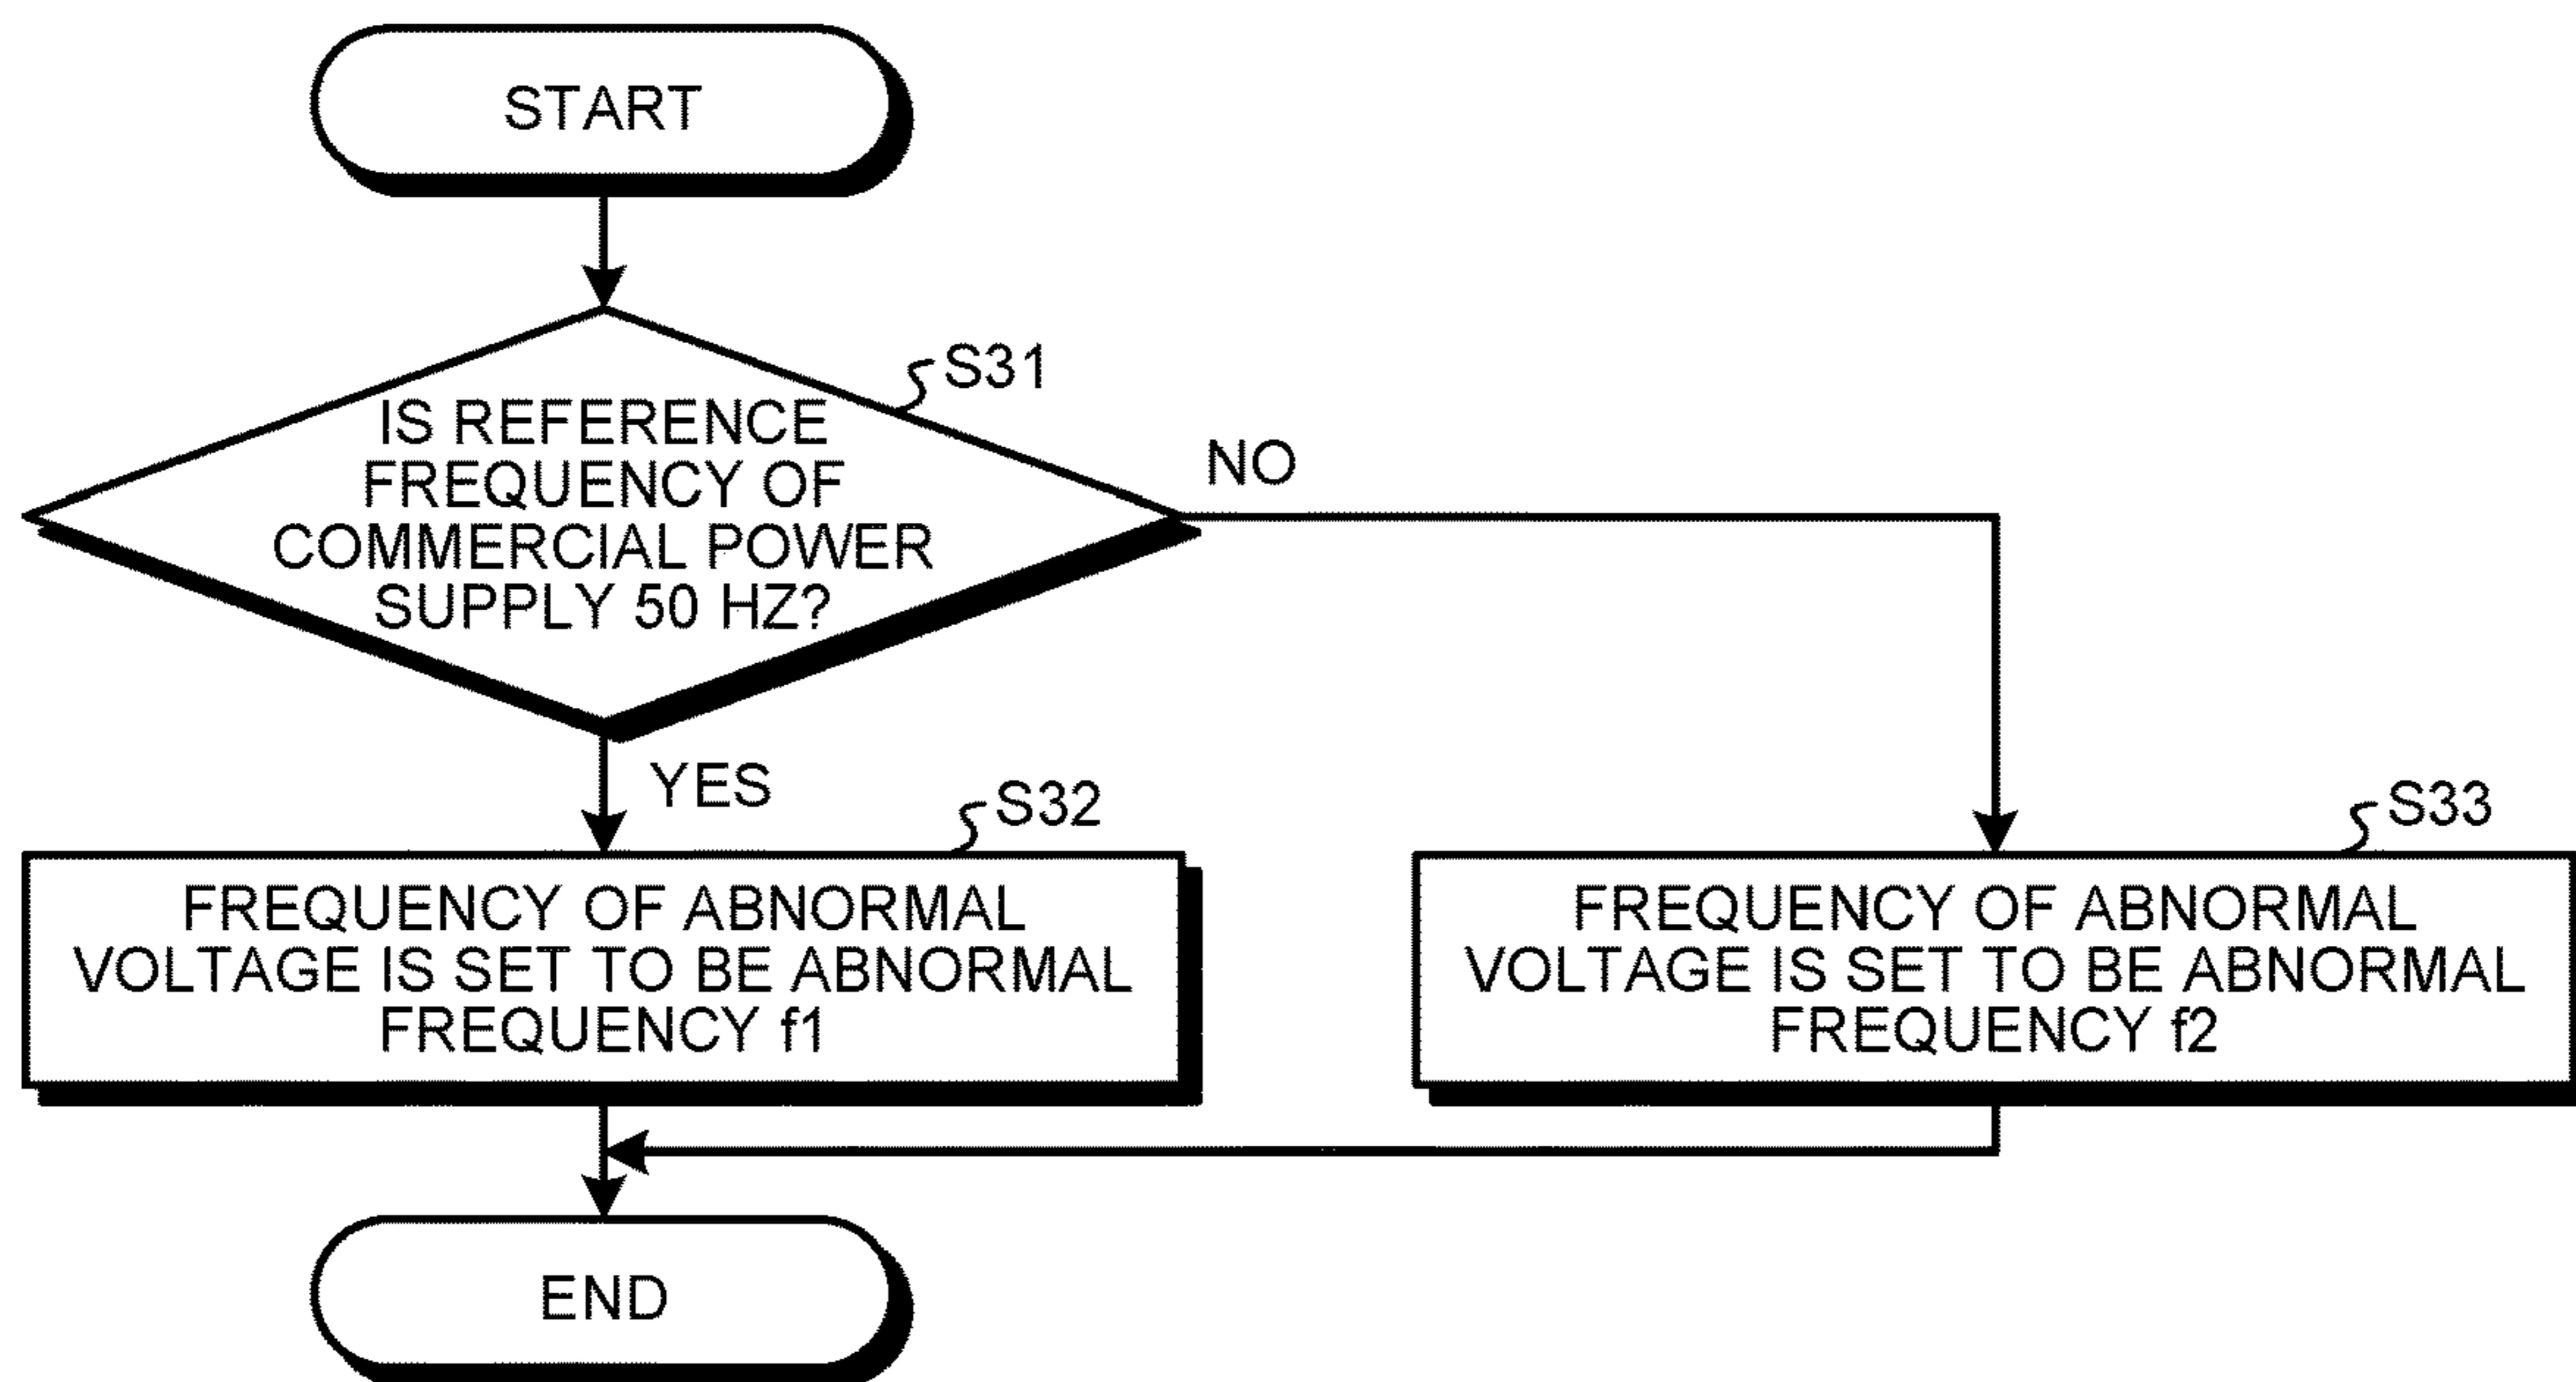 START
S31
IS REFERENCE
FREQUENCY OF
COMMERCIAL POWER
SUPPLY 50 HZ?
NO
YES
S32
FREQUENCY OF ABNORMAL
VOLTAGE IS SET TO BE ABNORMAL
FREQUENCY f1
S33
FREQUENCY OF ABNORMAL
VOLTAGE IS SET TO BE ABNORMAL
FREQUENCY f2
END